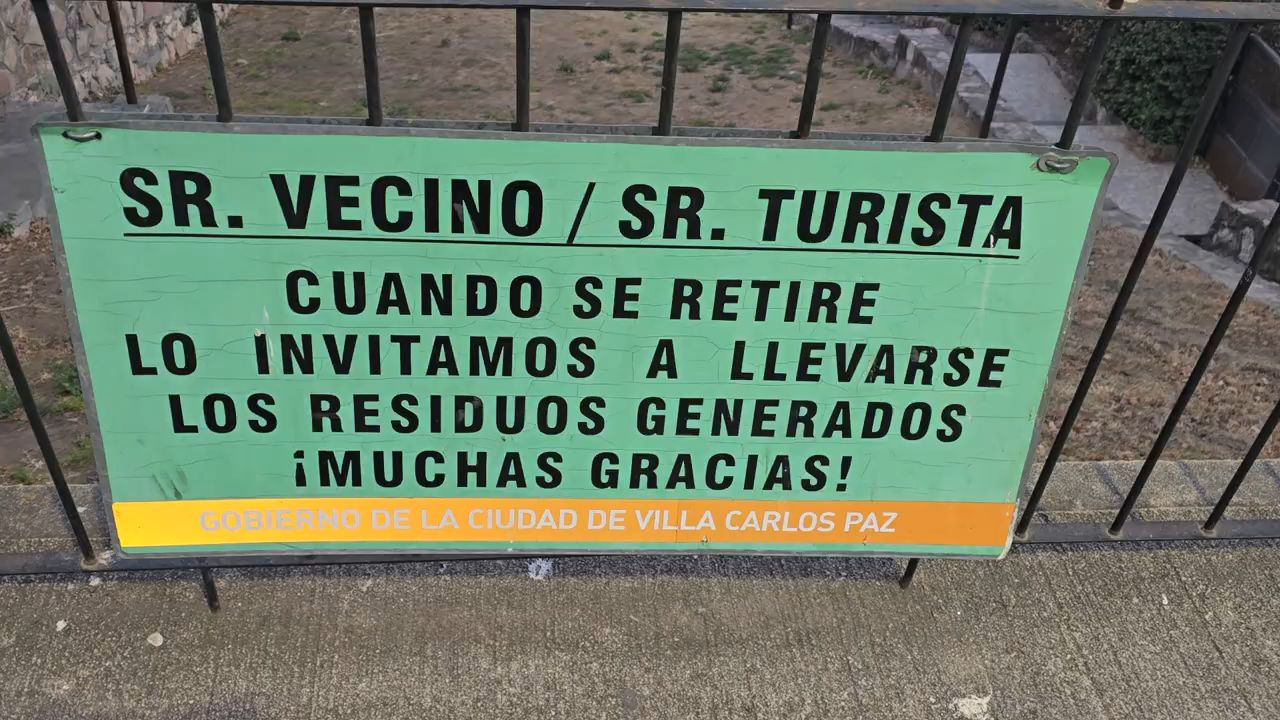 SR. VECINO / SR. TURISTA
CUANDO SE RETIRE
LO INVITAMOS A LLEVARSE
LOS RESIDUOS GENERADOS
¡MUCHAS GRACIAS!
GOBIERNO DE LA CIUDAD DE VILLA CARLOS PAZ